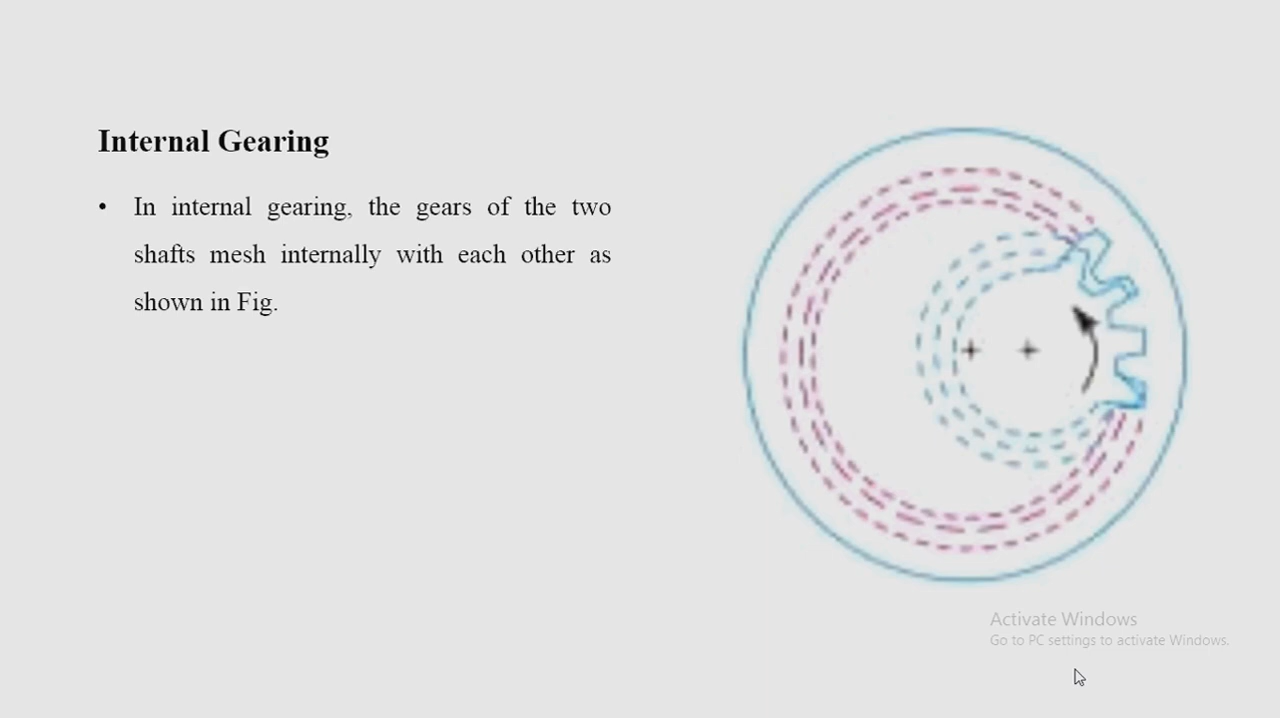 Internal Gearing
• In internal gearing, the gears of the two
shafts mesh internally with each other as
shown in Fig.
Activate Windows
Go to PC settings to activate Windows.